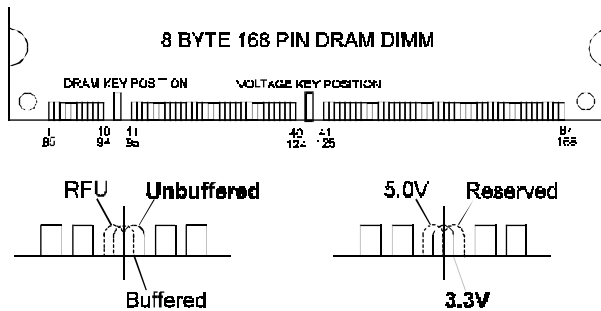 8 BYTE 168 PIN DRAM DIMM
DRAM KEY POSITION VOLTAGE KEY POSITION
1 10 11 40 41 84
85 94 95 124 125 168
RFU Unbuffered 5.0V Reserved
Buffered 3.3V